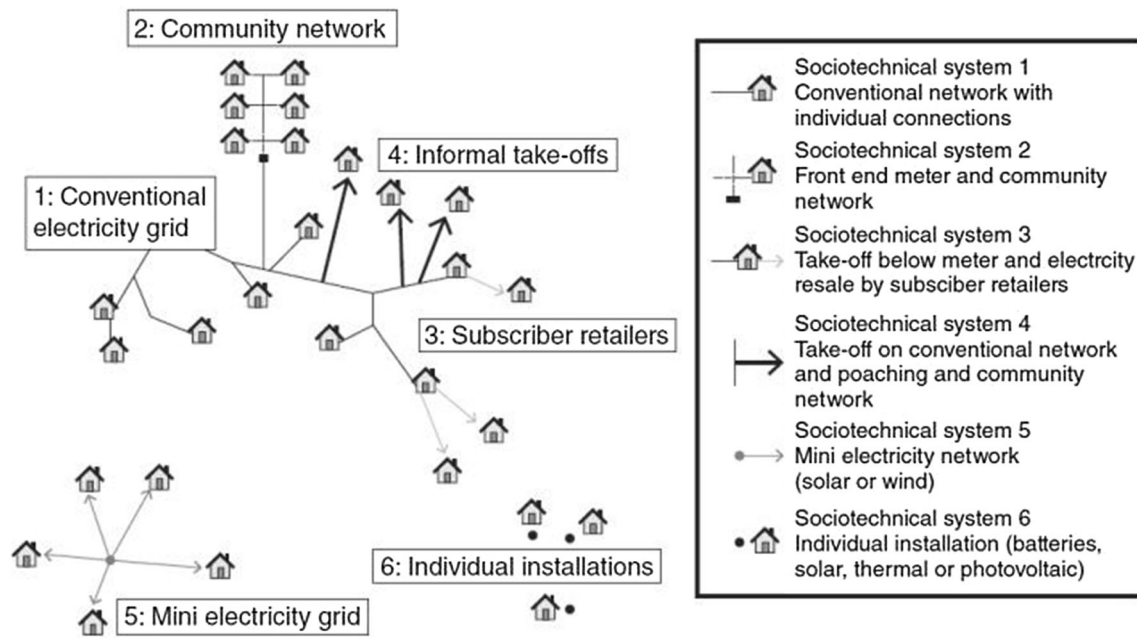 2: Community network
4: Informal take-offs
1: Conventional
electricity grid
3: Subscriber retailers
6: Individual installations
5: Mini electricity grid
Sociotechnical system 1
Conventional network with
individual connections
Sociotechnical system 2
Front end meter and community
network
Sociotechnical system 3
Take-off below meter and electrcity
resale by subsciber retailers
Sociotechnical system 4
Take-off on conventional network
and poaching and community
network
Sociotechnical system 5
Mini electricity network
(solar or wind)
Sociotechnical system 6
Individual installation (batteries,
solar, thermal or photovoltaic)